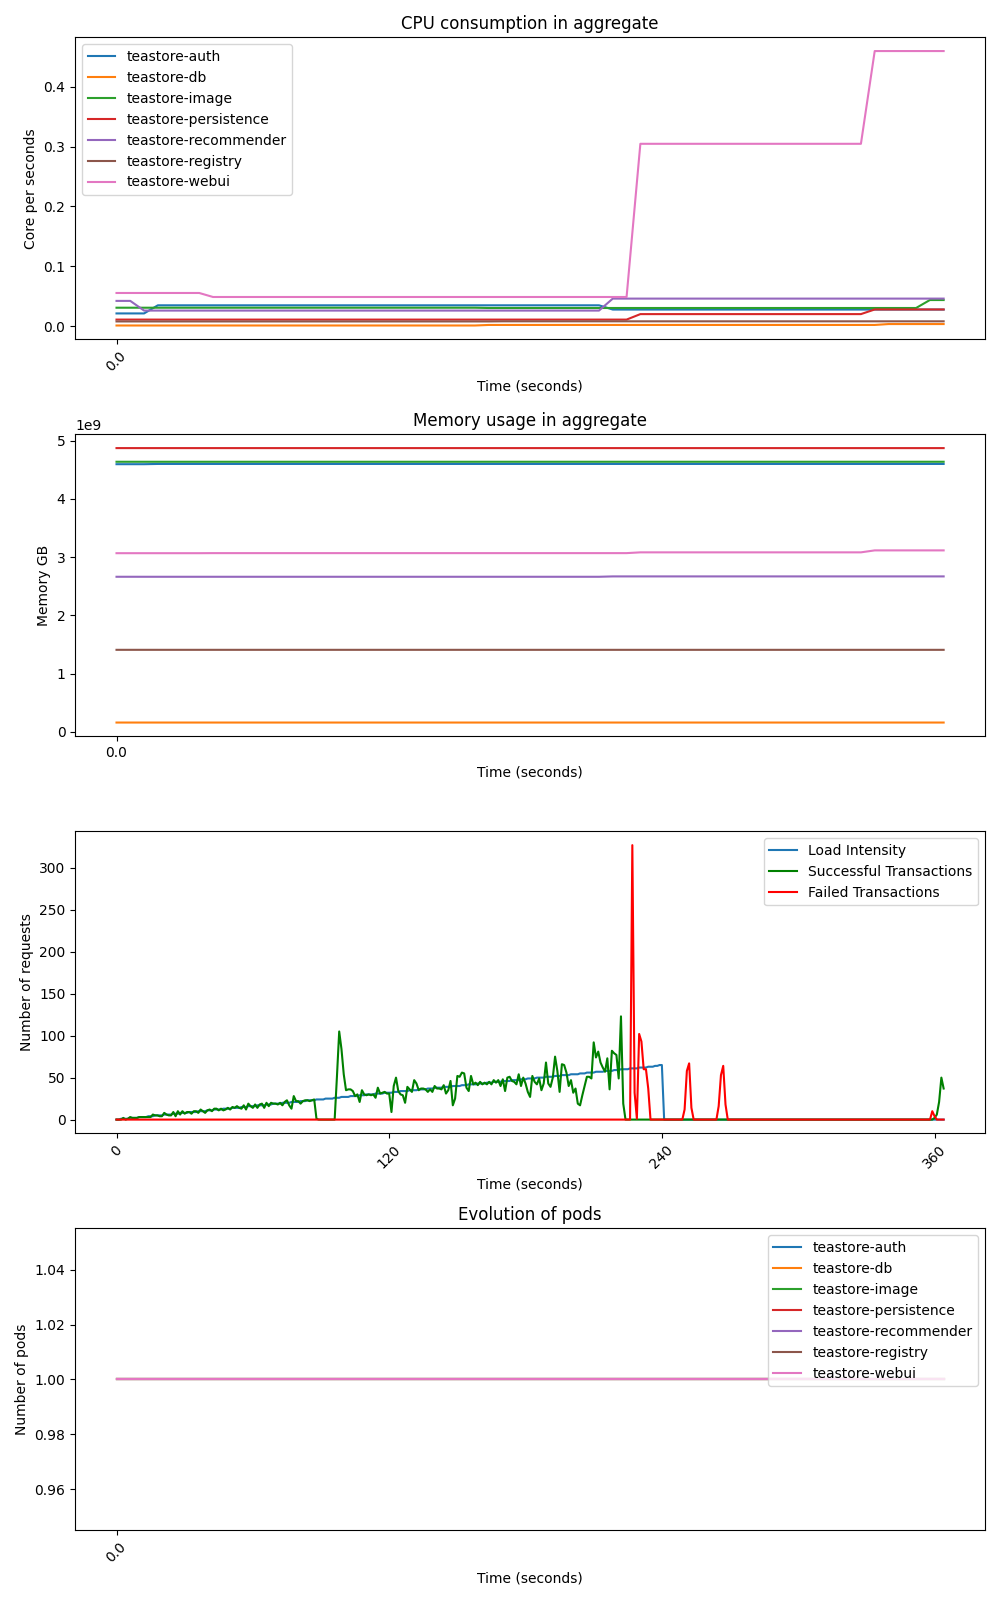 CPU consumption in aggregate
Core per seconds
0.4
0.3
0.2
0.1
0.0
teastore-auth
teastore-db
teastore-image
teastore-persistence
teastore-recommender
teastore-registry
teastore-webui
0.0
Time (seconds)
Memory usage in aggregate
1e9
Memory GB
5
4
3
2
1
0
0.0
Time (seconds)
Number of requests
300
250
200
150
100
50
0
Load Intensity
Successful Transactions
Failed Transactions
0
120
240
360
Time (seconds)
Evolution of pods
Number of pods
1.04
1.02
1.00
0.98
0.96
teastore-auth
teastore-db
teastore-image
teastore-persistence
teastore-recommender
teastore-registry
teastore-webui
0.0
Time (seconds)